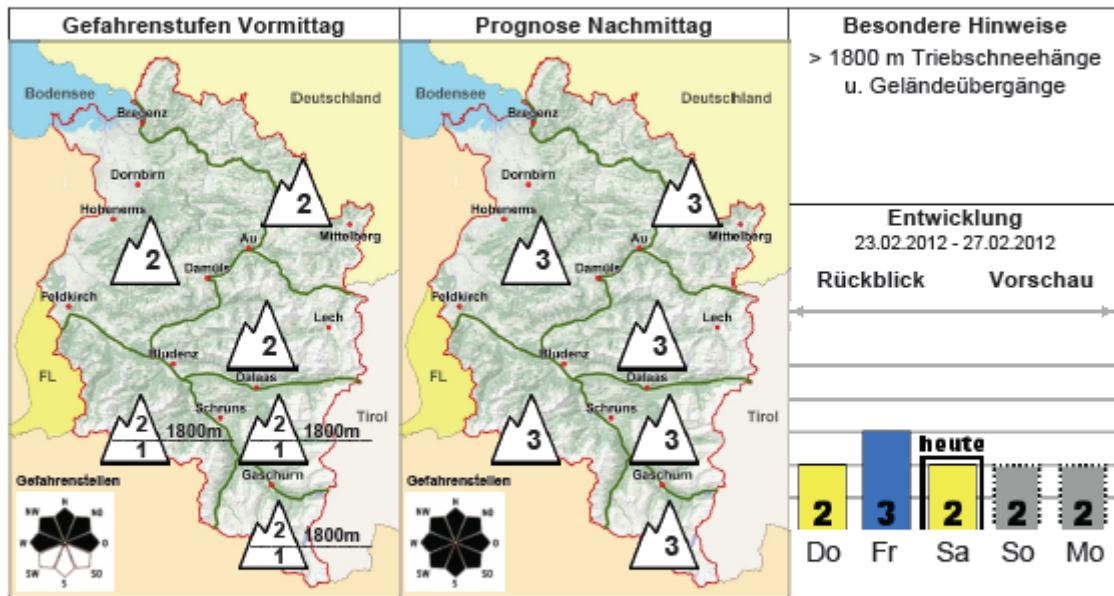 Gefahrenstufen Vormittag
Bodensee
Deutschland
Bregenz
Dornbirn
2
Hohenems
Mittelberg
2
Au
Damüls
Feldkirch
Lech
2
Bludenz
FL
Dalaas
Schruns
Tirol
2
1
1800m
2
1
1800m
Gaschurn
Gefahrenstellen
N
NW
NO
W
O
SW
SO
S
2
1
1800m
Prognose Nachmittag
Bodensee
Deutschland
Bregenz
Dornbirn
3
Hohenems
Mittelberg
3
Au
Damüls
Feldkirch
Lech
3
Bludenz
FL
Dalaas
Schruns
Tirol
3
3
Gaschurn
Gefahrenstellen
N
NW
NO
W
O
SW
SO
S
3
Besondere Hinweise
> 1800 m Triebschneehänge
u. Geländeübergänge
Entwicklung
23.02.2012 - 27.02.2012
Rückblick Vorschau
heute
2 3 2 2 2
Do Fr Sa So Mo